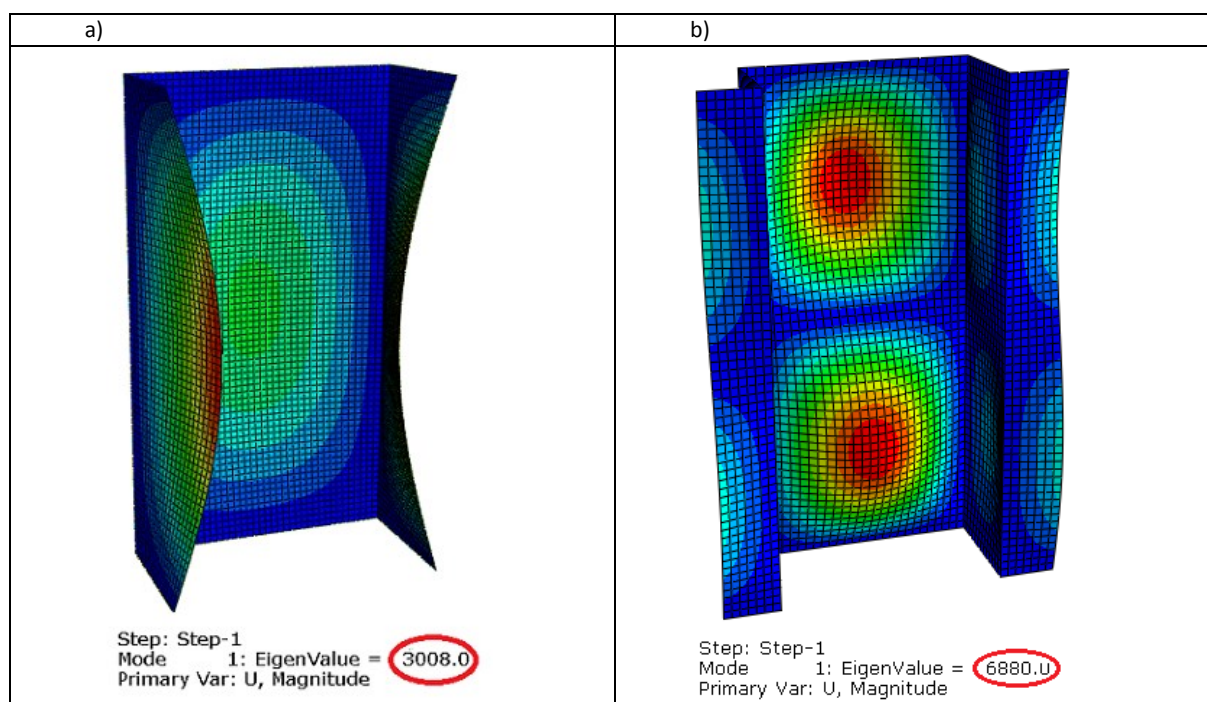 a)
b)
Step: Step-1
Mode 1: EigenValue = 3008.0
Primary Var: U, Magnitude
Step: Step-1
Mode 1: EigenValue = 6880.0
Primary Var: U, Magnitude